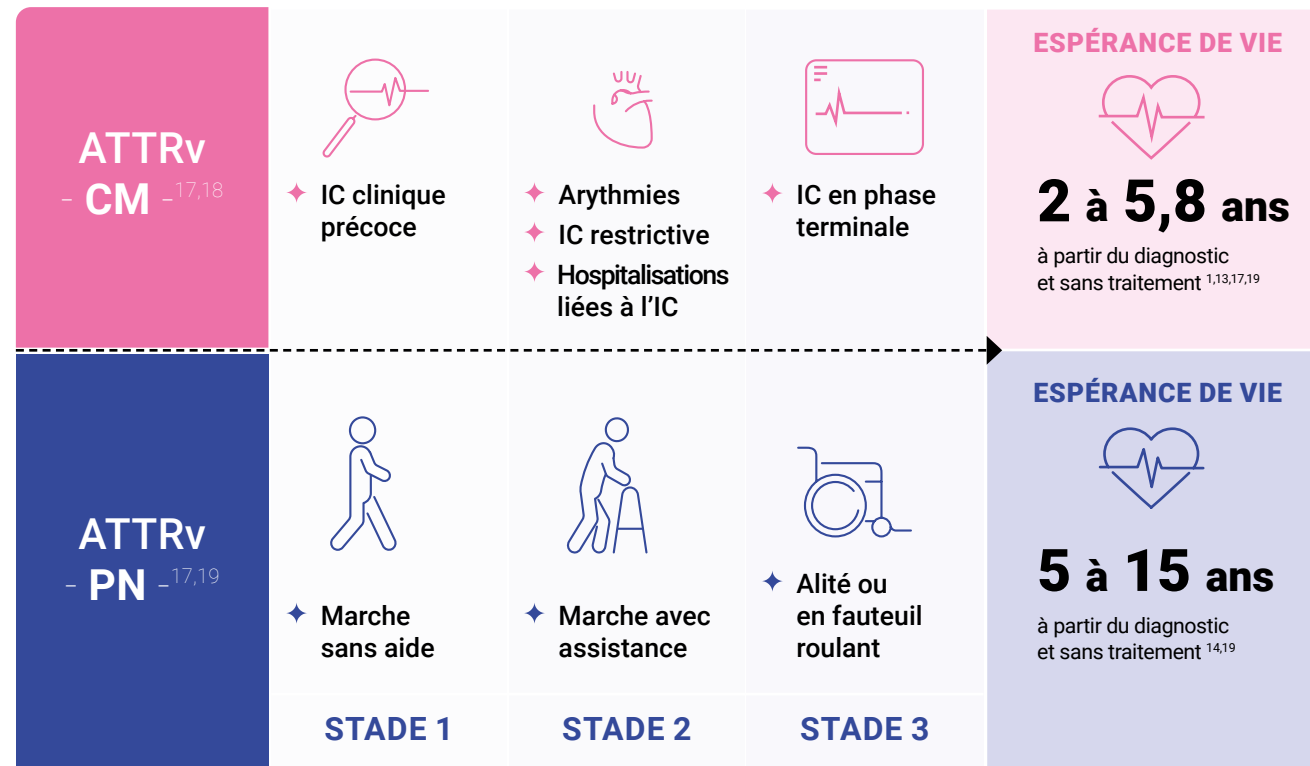 ATTRv
- CM -17,18
IC clinique
précoce
Arythmies
IC restrictive
Hospitalisations
liées à l’IC
IC en phase
terminale
ESPÉRANCE DE VIE
2 à 5,8 ans
à partir du diagnostic
et sans traitement 1,13,17,19
ATTRv
- PN -17,19
Marche
sans aide
Marche avec
assistance
Alité ou
en fauteuil
roulant
ESPÉRANCE DE VIE
5 à 15 ans
à partir du diagnostic
et sans traitement 14,19
STADE 1
STADE 2
STADE 3